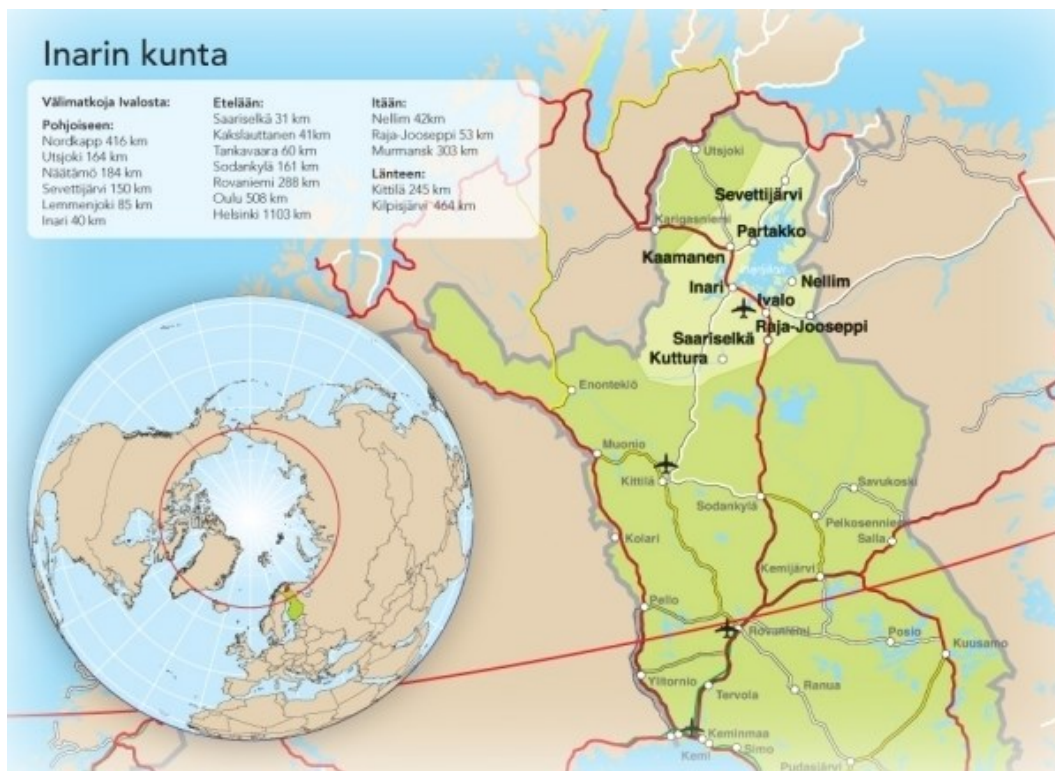 Inarin kunta
Välimatkoja Ivalosta:
Pohjoiseen:
Nordkapp 416 km
Utsjoki 164 km
Näätämö 184 km
Sevettijärvi 150 km
Lemmenjoki 85 km
Inari 40 km
Etelään:
Saariselkä 31 km
Kakslauttanen 41km
Tankavaara 60 km
Sodankylä 161 km
Rovaniemi 288 km
Oulu 508 km
Helsinki 1103 km
Itään:
Nellim 42km
Raja-Jooseppi 53 km
Murmansk 303 km
Länteen:
Kittilä 245 km
Kilpisjärvi 464 km
Utsjoki
Sevettijärvi
Karigasniemi
Partakko
Kaamanen
Nellim
Inari
Ivalo
Raja-Jooseppi
Saariselkä
Kuttura
Enontekiö
Muonio
Kittilä
Savukoski
Sodankylä
Pelkosenniemi
Salla
Kolari
Kemijärvi
Pello
Rovaniemi
Posio
Kuusamo
Ylitornio
Tervola
Ranua
Keminmaa
Kemi
Simo
Pudasjärvi